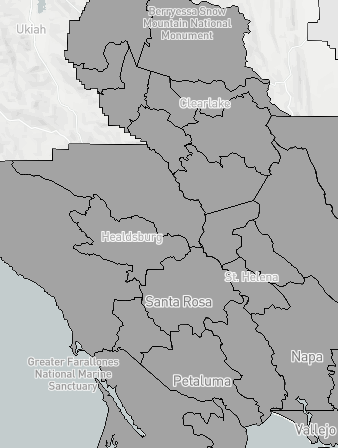 Berryessa Snow
Mountain National
Monument
Ukiah
Clearlake
Healdsburg
St. Helena
Santa Rosa
Greater Farallones
National Marine
Sanctuary
Napa
Petaluma
Vallejo